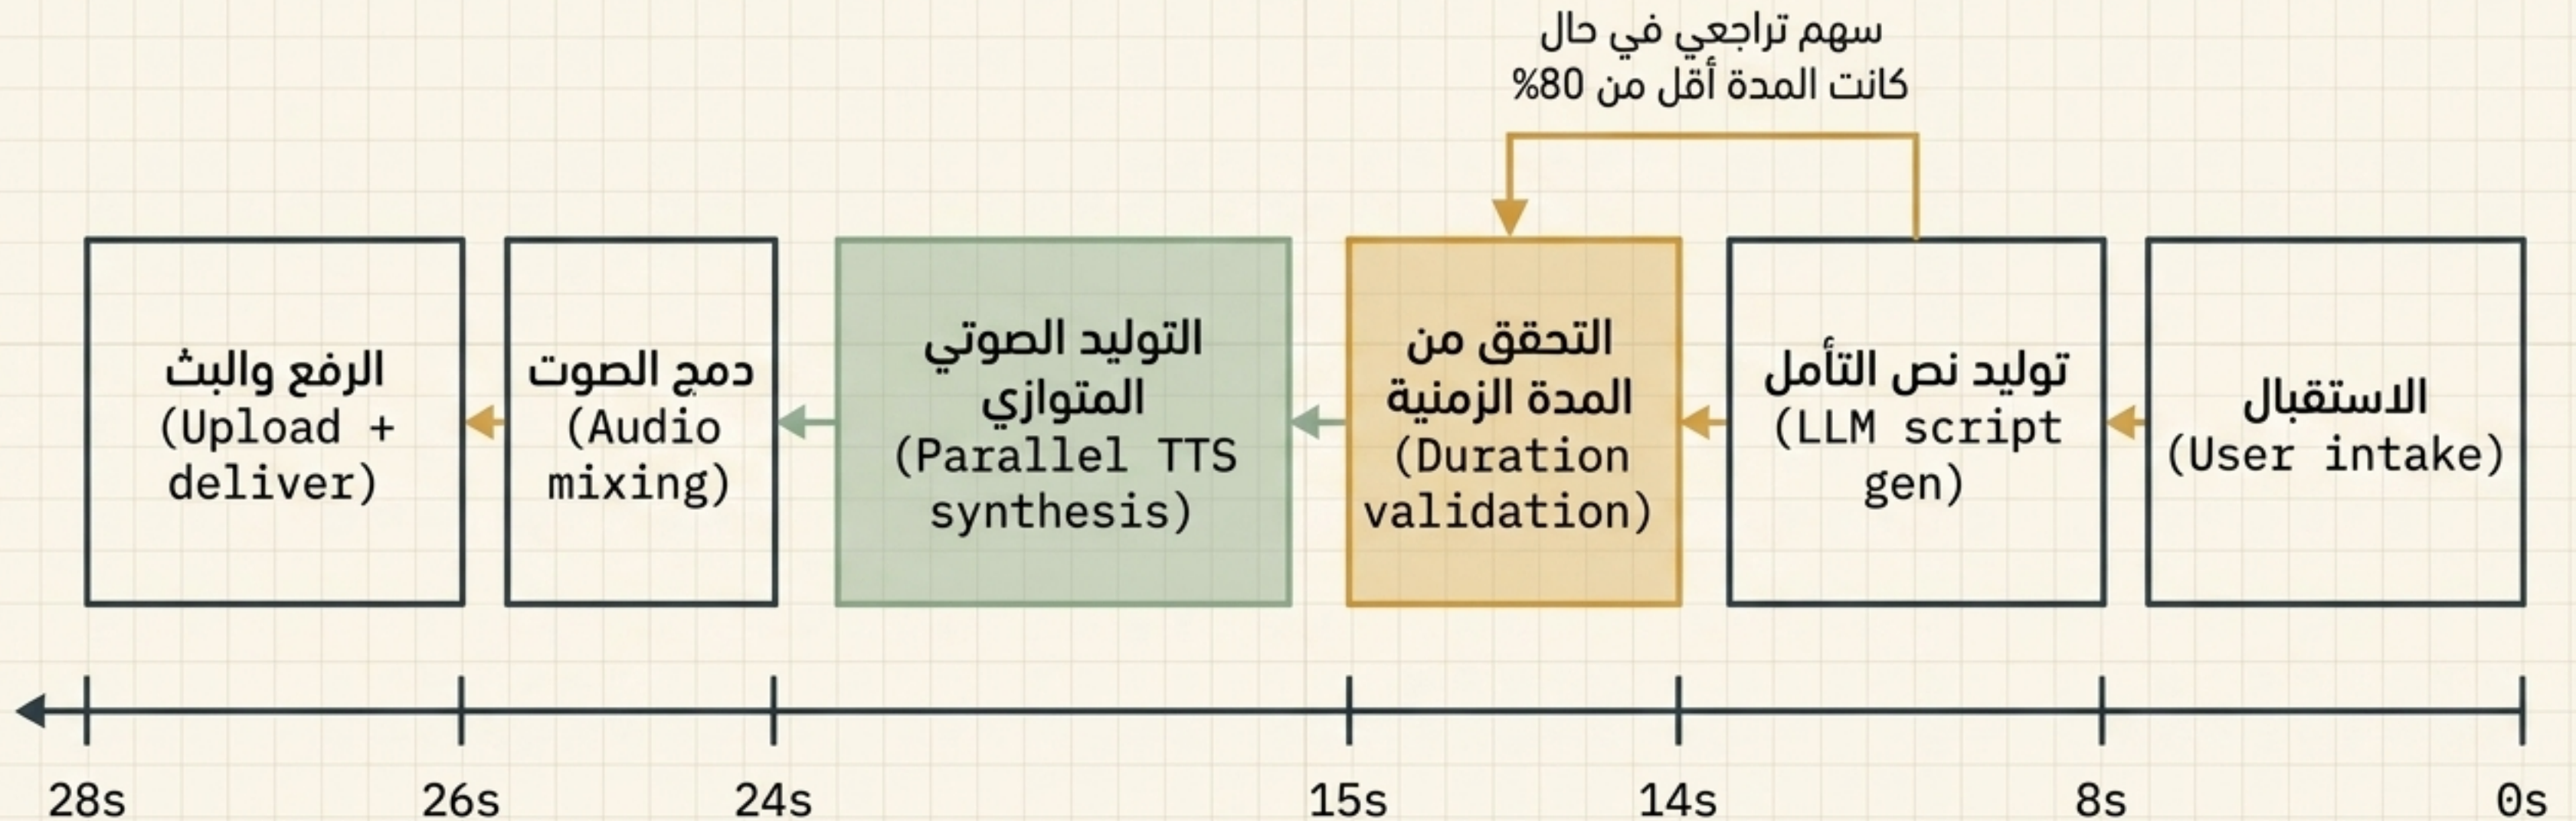 سهم تراجعي في حال
كانت المدة أقل من 80%
الاستقبال
(User intake)
توليد نص التأمل
(LLM script
gen)
التحقق من
المدة الزمنية
(Duration
validation)
التوليد الصوتي
المتوازي
(Parallel TTS
synthesis)
دمج الصوت
(Audio
mixing)
الرفع والبث
(Upload +
deliver)
0s
8s
14s
15s
24s
26s
28s